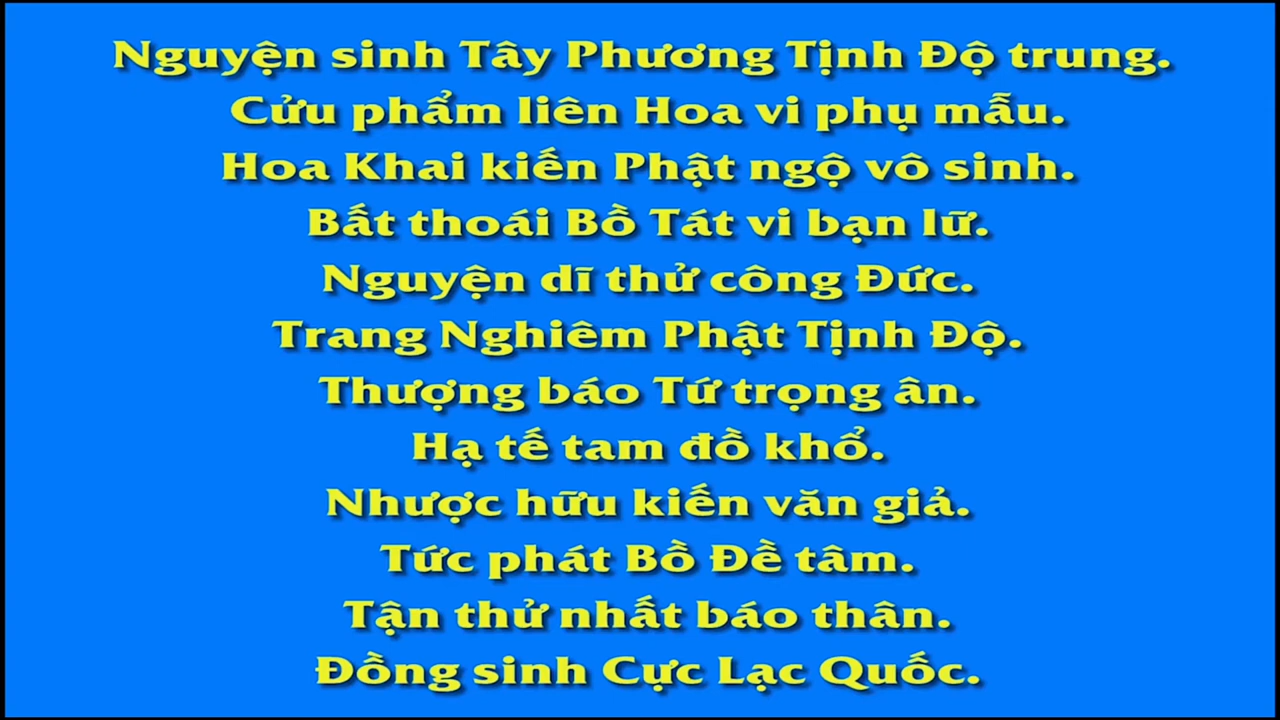 Nguyện sinh Tây Phương Tịnh Độ trung.
Cửu phẩm liên Hoa vi phụ mẫu.
Hoa Khai kiến Phật ngộ vô sinh.
Bất thoái Bồ Tát vi bạn lữ.
Nguyện dĩ thử công Đức.
Trang Nghiêm Phật Tịnh Độ.
Thượng báo Tứ trọng ân.
Hạ tế tam đồ khổ.
Nhược hữu kiến văn giả.
Tức phát Bồ Đề tâm.
Tận thử nhất báo thân.
Đồng sinh Cực Lạc Quốc.